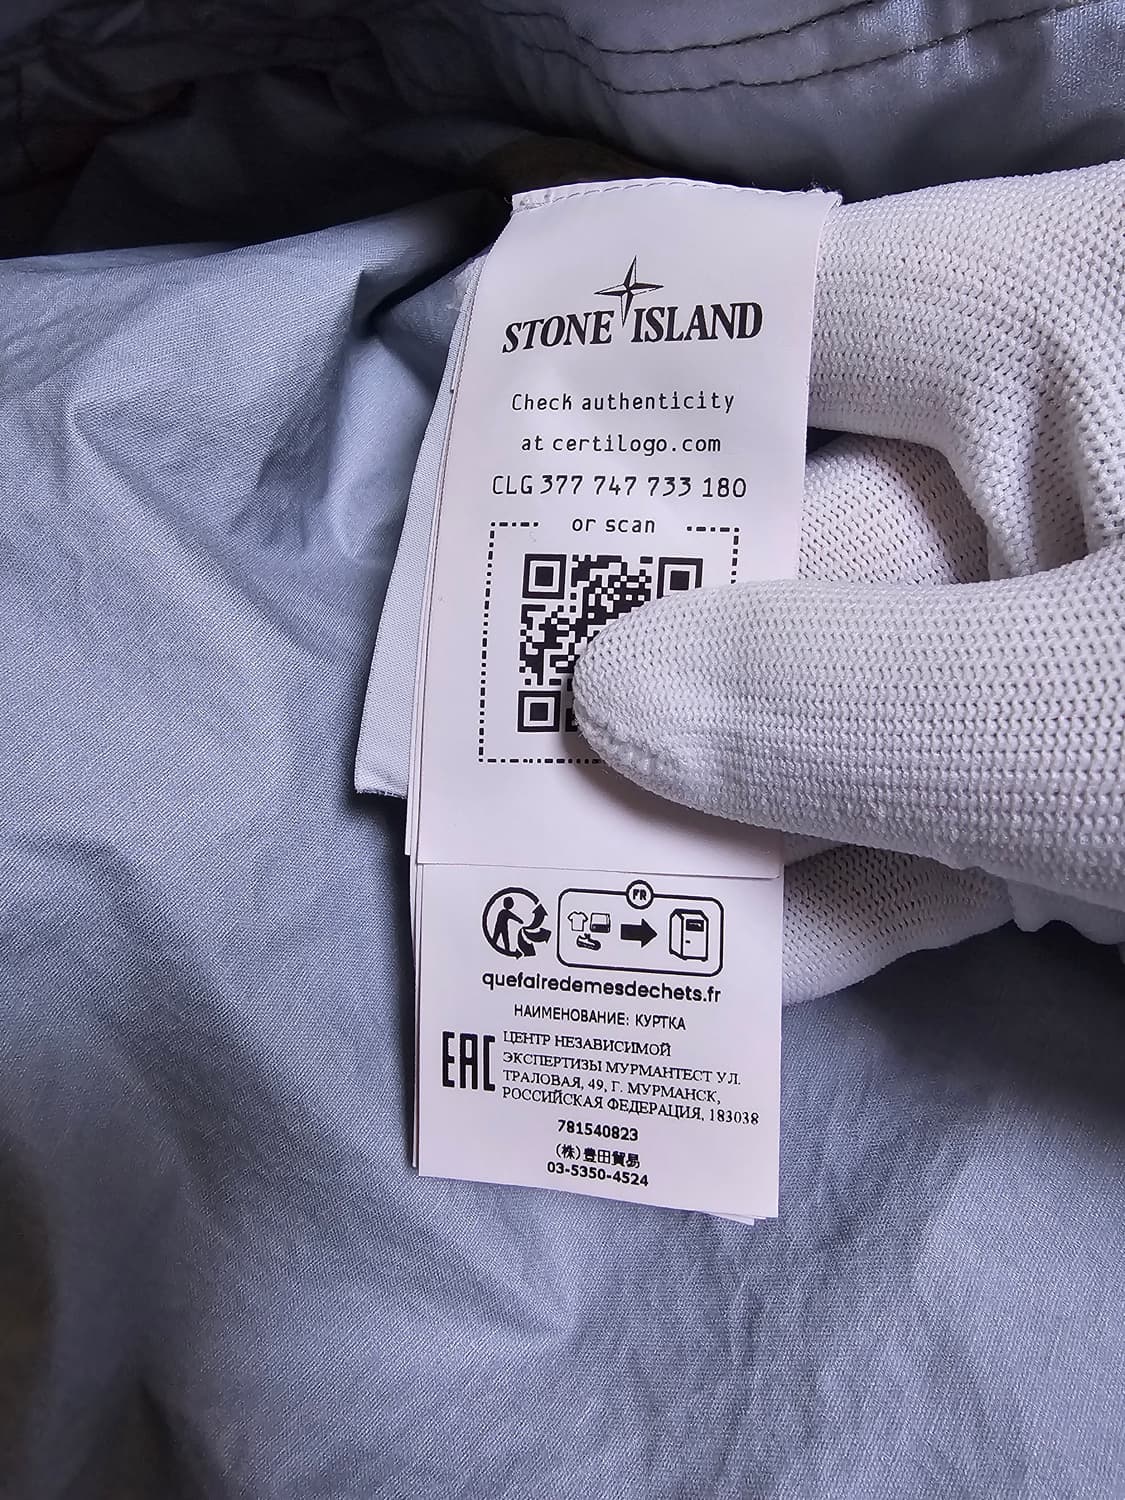 STONE ISLAND
Check authenticity
at certilogo.com
CLG 377 747 733 180
or scan
FR
quefairedemesdechets.fr
НАИМЕНОВАНИЕ: КУРТКА
EAC
ЦЕНТР НЕЗАВИСИМОЙ
ЭКСПЕРТИЗЫ МУРМАНТЕСТ УЛ.
ТРАЛОВАЯ, 49, Г. МУРМАНСК,
РОССИЙСКАЯ ФЕДЕРАЦИЯ, 183038
781540823
(株)豊田貿易
03-5350-4524